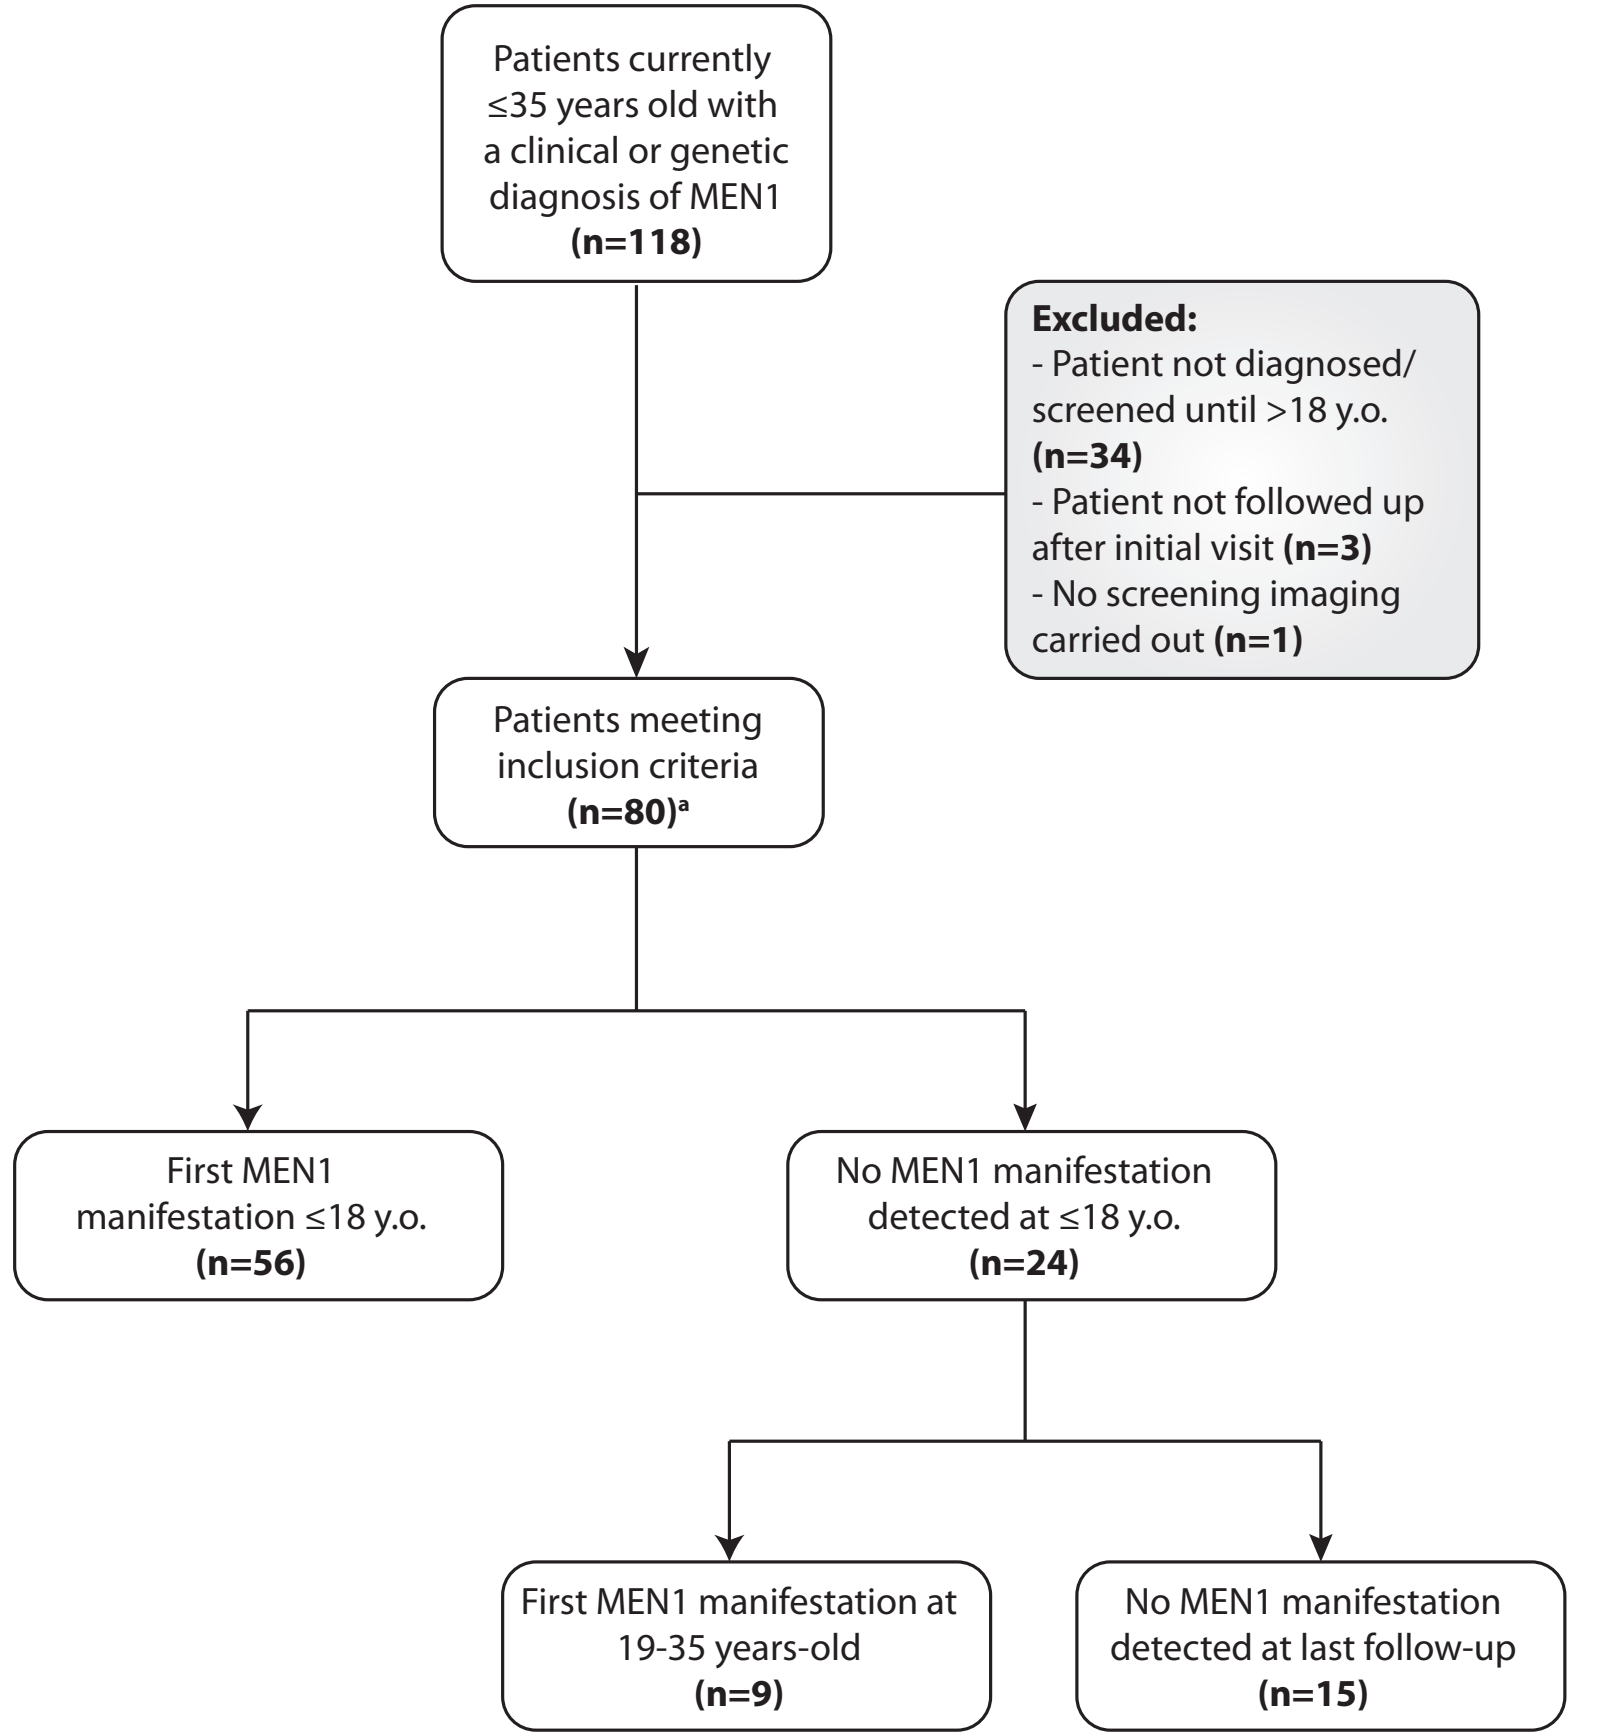 Patients currently
≤35 years old with
a clinical or genetic
diagnosis of MEN1
(n=118)
Excluded:
- Patient not diagnosed/
screened until >18 y.o.
(n=34)
- Patient not followed up
after initial visit (n=3)
- No screening imaging
carried out (n=1)
Patients meeting
inclusion criteria
(n=80)ᵃ
First MEN1
manifestation ≤18 y.o.
(n=56)
No MEN1 manifestation
detected at ≤18 y.o.
(n=24)
First MEN1 manifestation at
19-35 years-old
(n=9)
No MEN1 manifestation
detected at last follow-up
(n=15)